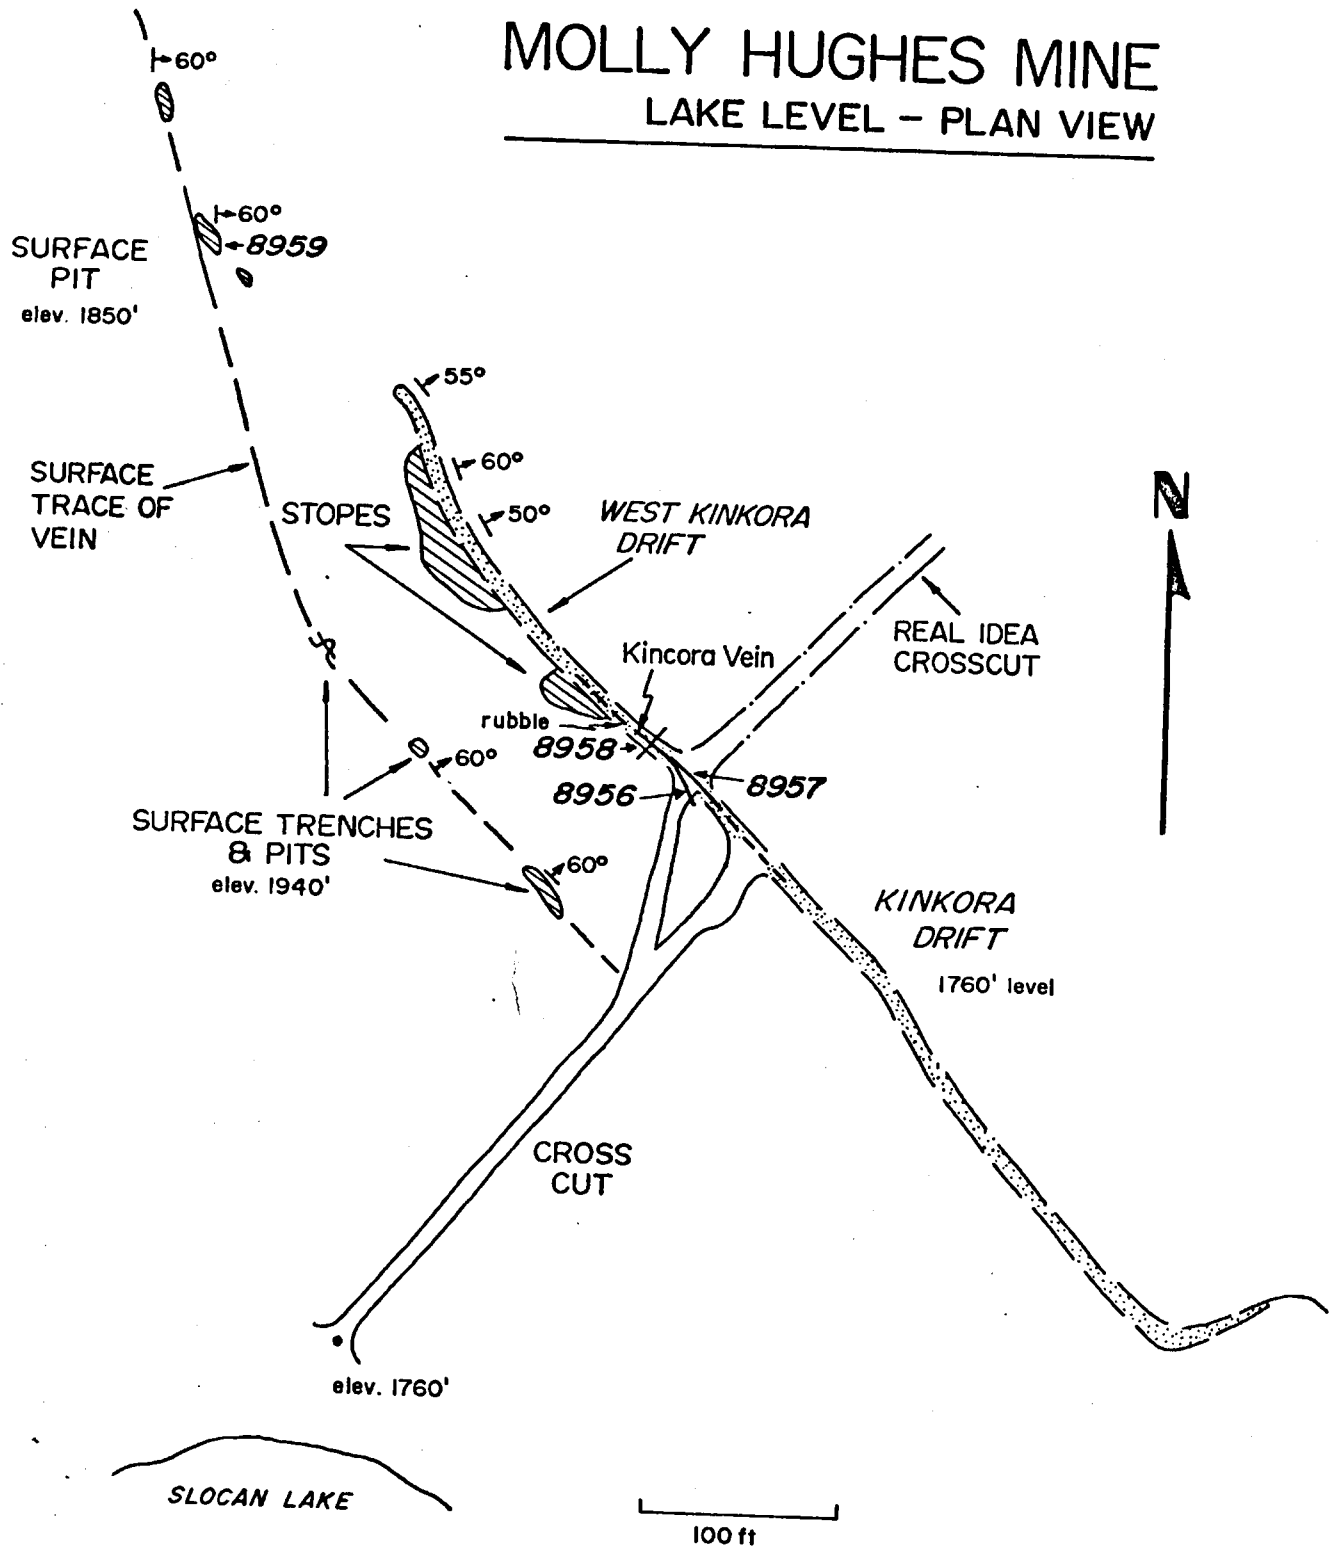 MOLLY HUGHES MINE
LAKE LEVEL – PLAN VIEW
60°
60°
8959
SURFACE
PIT
elev. 1850'
55°
60°
50°
SURFACE
TRACE OF
VEIN
STOPES
WEST KINKORA
DRIFT
N
REAL IDEA
CROSSCUT
Kincora Vein
rubble
8958
8957
8956
60°
SURFACE TRENCHES
& PITS
elev. 1940'
60°
KINKORA
DRIFT
1760' level
CROSS
CUT
elev. 1760'
SLOCAN LAKE
100 ft